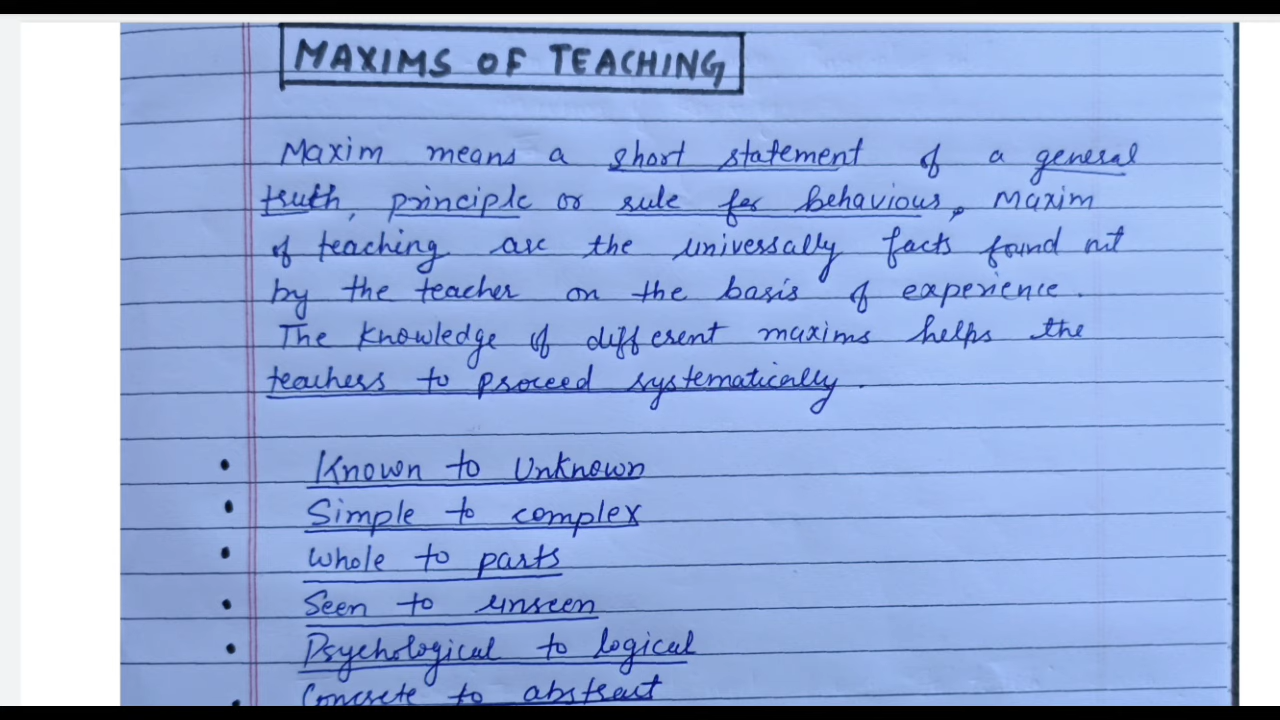 MAXIMS OF TEACHING
Maxim means a short statement of a general
truth, principle or rule for behaviour. Maxim
of teaching are the universally facts found out
by the teacher on the basis of experience.
The knowledge of different maxims helps the
teachers to proceed systematically.
• Known to Unknown
• Simple to complex
• Whole to parts
• Seen to unseen
• Psychological to logical
• Concrete to abstract